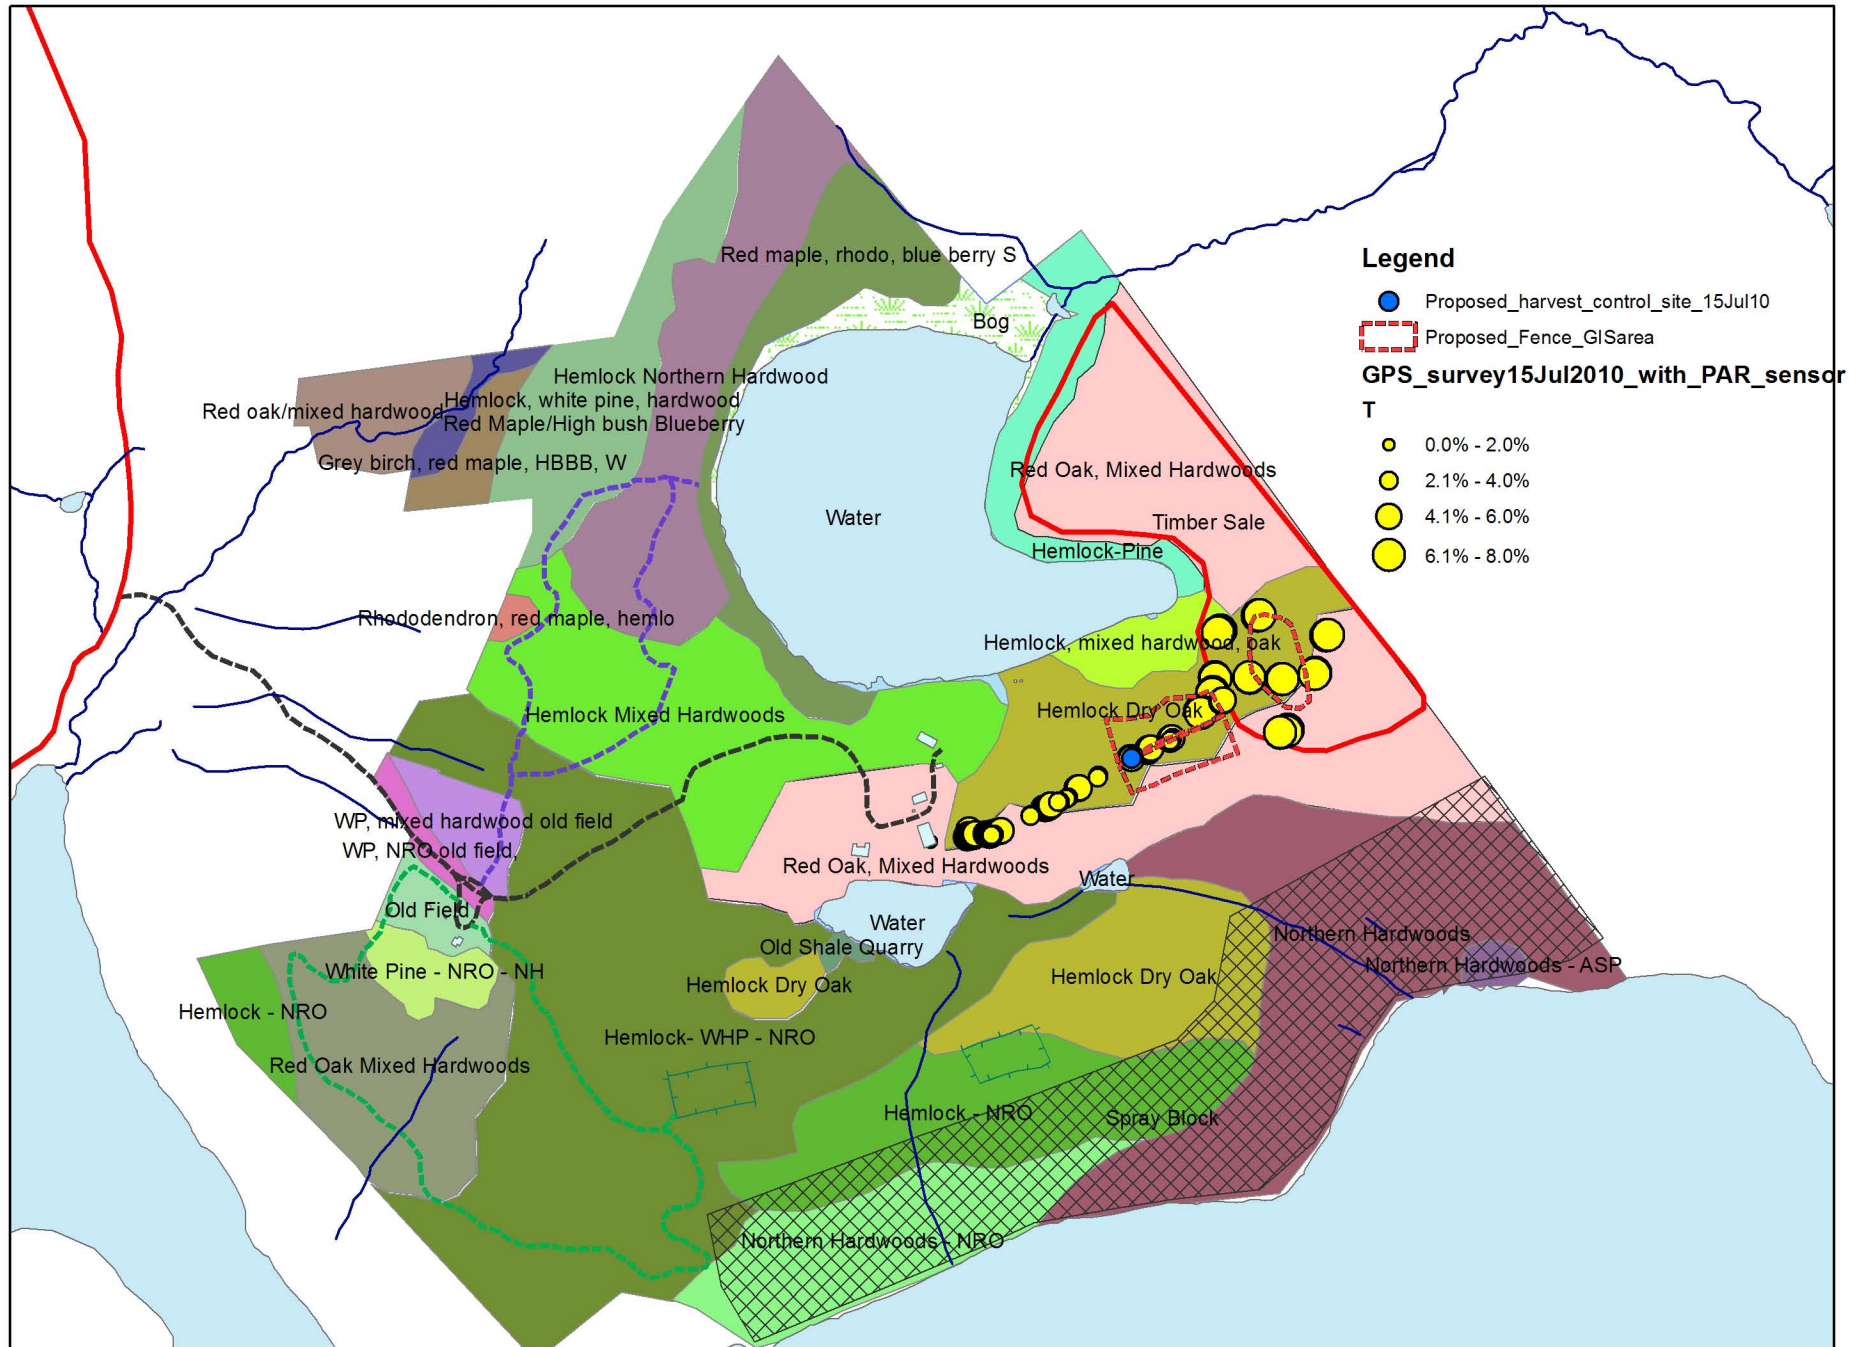 Red maple, rhodo, blue berry S
Legend
Proposed_harvest_control_site_15Jul10
Bog
Proposed_Fence_GISarea
GPS_survey15Jul2010_with_PAR_sensor
Hemlock Northern Hardwood
Hemlock, white pine, hardwood
T
Red oak/mixed hardwood
Red Maple/High bush Blueberry
0.0% - 2.0%
Grey birch, red maple, HBBB, W
Red Oak, Mixed Hardwoods
2.1% - 4.0%
Water
Timber Sale
4.1% - 6.0%
Hemlock-Pine
6.1% - 8.0%
Rhododendron, red maple, hemlo
Hemlock, mixed hardwood, oak
Hemlock Mixed Hardwoods
Hemlock Dry Oak
WP, mixed hardwood old field
WP, NRO old field,
Red Oak, Mixed Hardwoods
Water
Old Field
Water
Old Shale Quarry
Northern Hardwoods
White Pine - NRO - NH
Hemlock Dry Oak
Hemlock Dry Oak
Northern Hardwoods - ASP
Hemlock - NRO
Hemlock- WHP - NRO
Red Oak Mixed Hardwoods
Hemlock - NRO
Spray Block
Northern Hardwoods - NRO